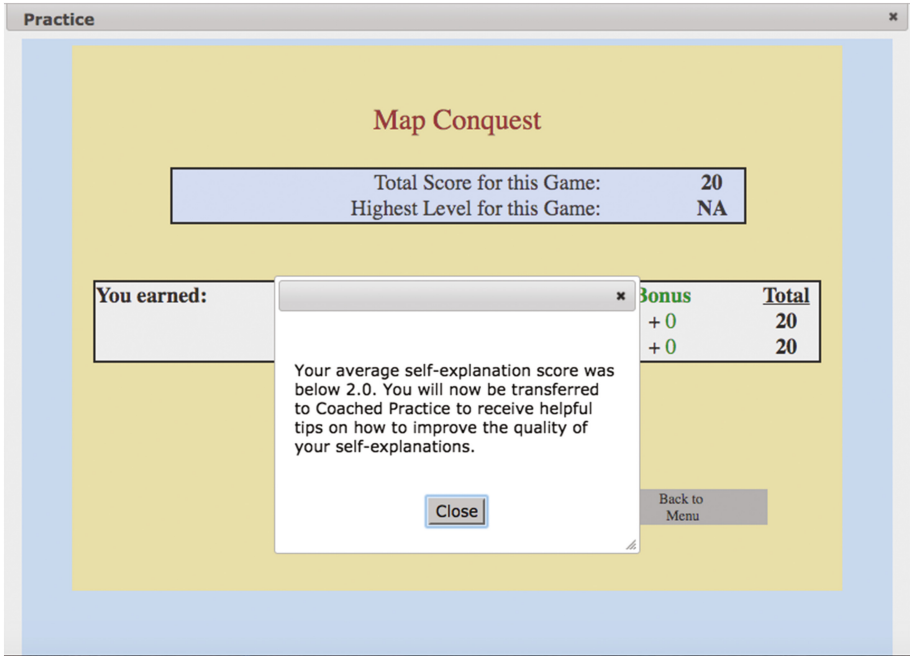 Practice
Map Conquest
Total Score for this Game: 20
Highest Level for this Game: NA
You earned: Bonus Total
+ 0 20
+ 0 20
Your average self-explanation score was
below 2.0. You will now be transferred
to Coached Practice to receive helpful
tips on how to improve the quality of
your self-explanations.
Close
Back to
Menu